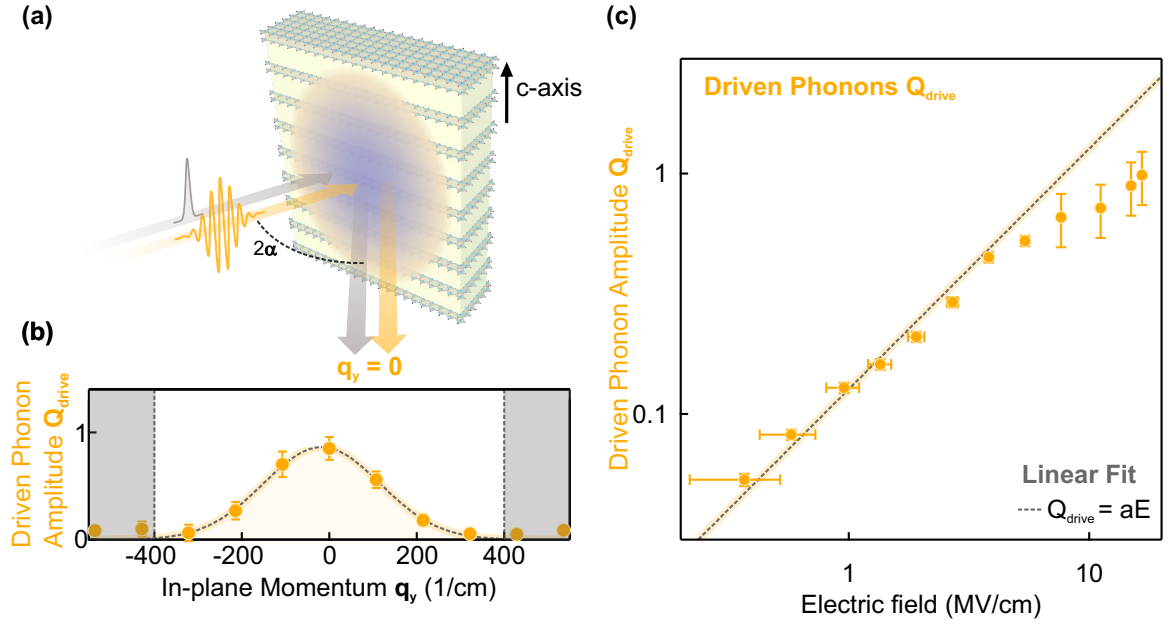 (a)
c-axis
2α
q_y = 0
(b)
Driven Phonon
Amplitude Q_drive
1
0
-400
-200
0
200
400
In-plane Momentum q_y (1/cm)
(c)
Driven Phonons Q_drive
Driven Phonon Amplitude Q_drive
1
0.1
Linear Fit
Q_drive = aE
1
10
Electric field (MV/cm)